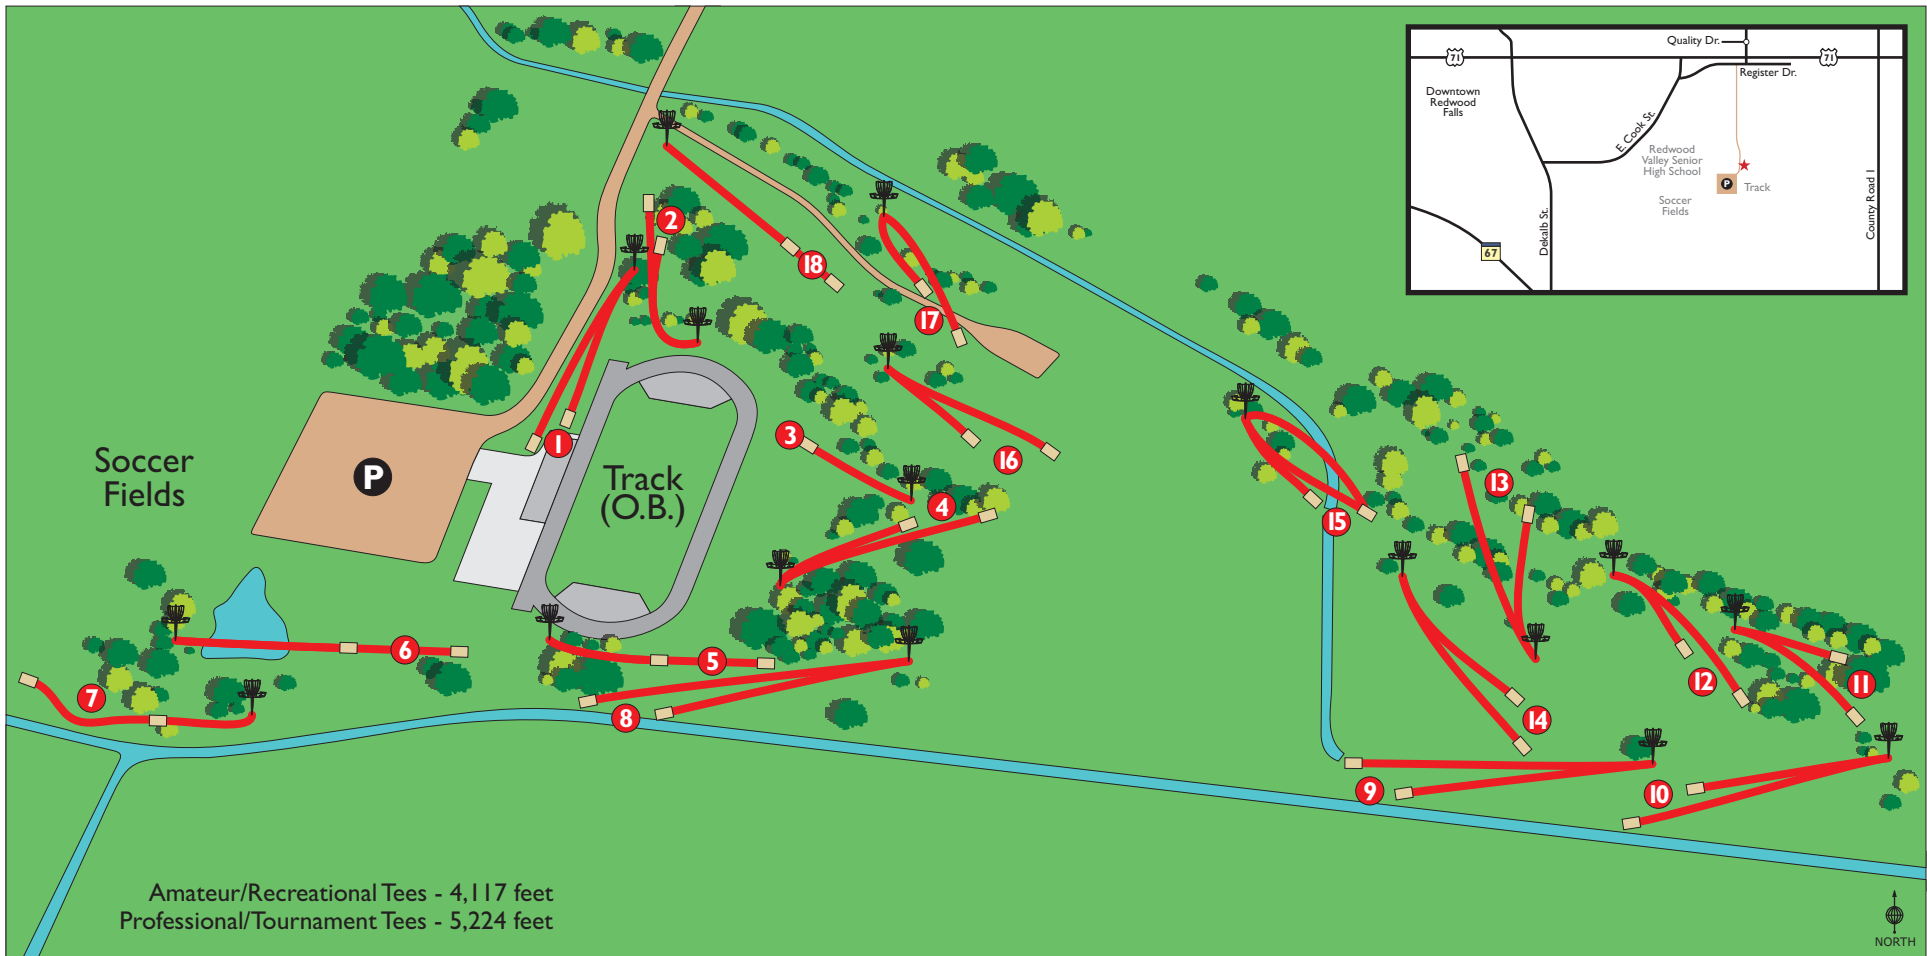 Quality Dr.
71
71
Register Dr.
Downtown
Redwood
Falls
E. Cook St.
Redwood
Valley Senior
High School
P
Track
Soccer
Fields
Dekalb St.
County Road 1
67
2
18
17
1
3
16
4
Soccer
Fields
P
Track
(O.B.)
13
15
6
5
7
8
12
11
14
9
10
Amateur/Recreational Tees - 4,117 feet
Professional/Tournament Tees - 5,224 feet
NORTH